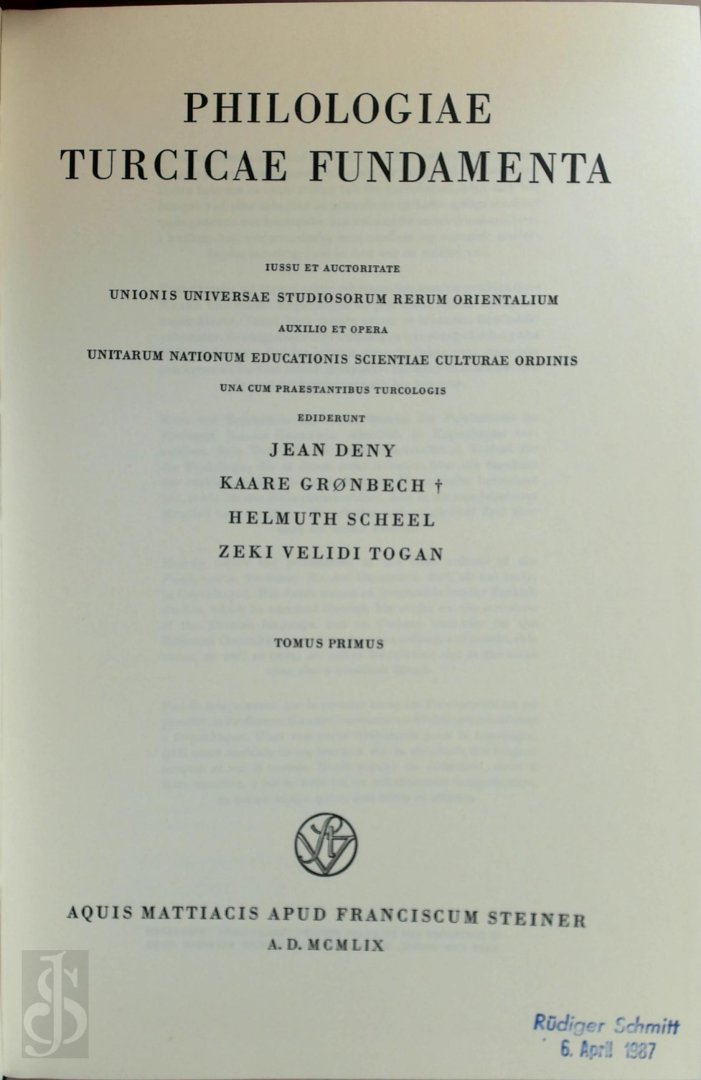 PHILOLOGIAE
TURCICAE FUNDAMENTA
IUSSU ET AUCTORITATE
UNIONIS UNIVERSAE STUDIOSORUM RERUM ORIENTALIUM
AUXILIO ET OPERA
UNITARUM NATIONUM EDUCATIONIS SCIENTIAE CULTURAE ORDINIS
UNA CUM PRAESTANTIBUS TURCOLOGIS
EDIDERUNT
JEAN DENY
KAARE GRØNBECH †
HELMUTH SCHEEL
ZEKI VELIDI TOGAN
TOMUS PRIMUS
AQUIS MATTIACIS APUD FRANCISCUM STEINER
A. D. MCMLIX
Rüdiger Schmitt
6. April 1987